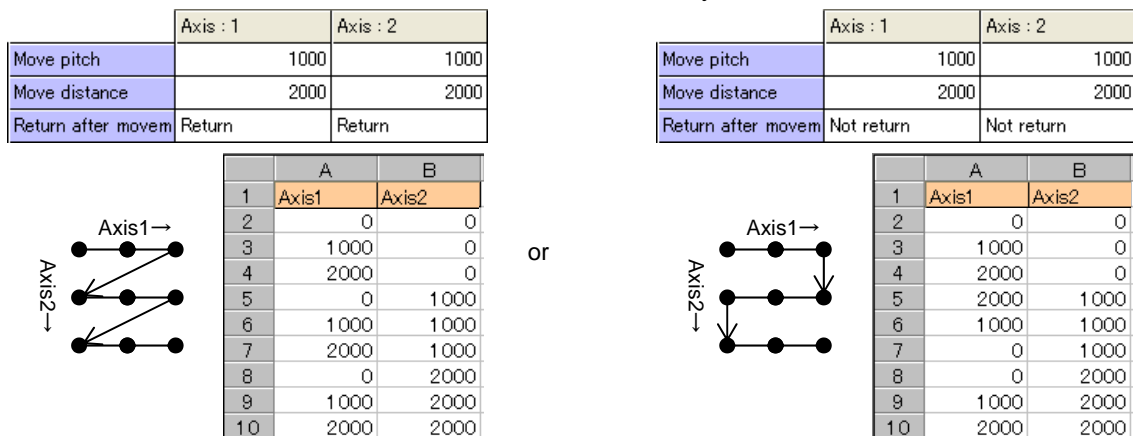 Axis : 1 Axis : 2
Move pitch 1000 1000
Move distance 2000 2000
Return after movem Return Return
A B
1 Axis1 Axis2
2 0 0
3 1000 0
4 2000 0
5 0 1000
6 1000 1000
7 2000 1000
8 0 2000
9 1000 2000
10 2000 2000
Axis1→
Axis2→
or
Axis : 1 Axis : 2
Move pitch 1000 1000
Move distance 2000 2000
Return after movem Not return Not return
A B
1 Axis1 Axis2
2 0 0
3 1000 0
4 2000 0
5 2000 1000
6 1000 1000
7 0 1000
8 0 2000
9 1000 2000
10 2000 2000
Axis1→
Axis2→